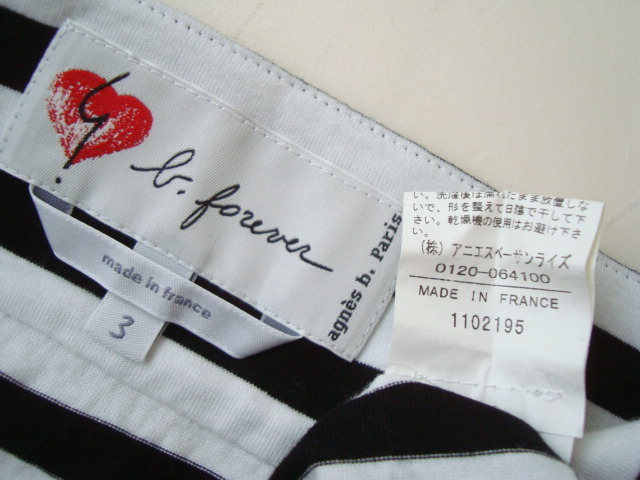 b. forever
agnès b. Paris
made in france
3
い。洗濯後は濡れたまま放置しな
いで、形を整えて日陰で干して下
さい。乾燥機の使用はお避け下さ
い。
(株) アニエスベーサンライズ
0120-064100
MADE IN FRANCE
1102195